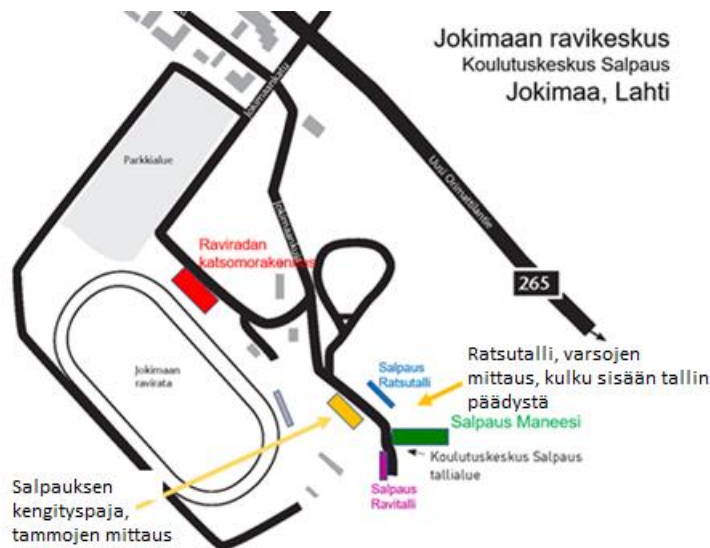 Jokimaan ravikeskus
Koulutuskeskus Salpaus
Jokimaa, Lahti
Jokimaankatu
Parkkialue
Uusi Orimattilantie
Raviradan
katsomorakennus
265
Jokimaan
ravirata
Salpaus
Ratsutalli
Ratsutalli, varsojen
mittaus, kulku sisään tallin
päädystä
Salpaus Maneesi
Koulutuskeskus Salpaus
tallialue
Salpaus
Ravitalli
Salpauksen
kengityspaja,
tammojen mittaus